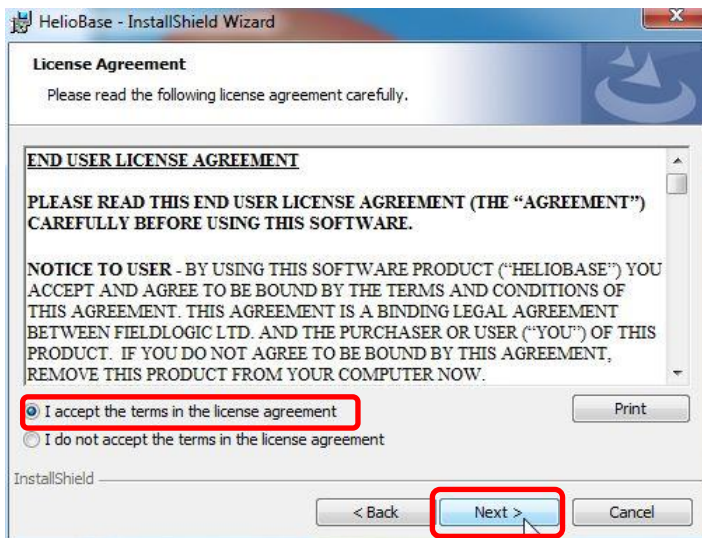 HelioBase - InstallShield Wizard
License Agreement
Please read the following license agreement carefully.
END USER LICENSE AGREEMENT
PLEASE READ THIS END USER LICENSE AGREEMENT (THE “AGREEMENT”)
CAREFULLY BEFORE USING THIS SOFTWARE.
NOTICE TO USER - BY USING THIS SOFTWARE PRODUCT (“HELIOBASE”) YOU
ACCEPT AND AGREE TO BE BOUND BY THE TERMS AND CONDITIONS OF
THIS AGREEMENT. THIS AGREEMENT IS A BINDING LEGAL AGREEMENT
BETWEEN FIELDLOGIC LTD. AND THE PURCHASER OR USER (“YOU”) OF THIS
PRODUCT. IF YOU DO NOT AGREE TO BE BOUND BY THIS AGREEMENT,
REMOVE THIS PRODUCT FROM YOUR COMPUTER NOW.
I accept the terms in the license agreement
Print
I do not accept the terms in the license agreement
InstallShield
< Back
Next >
Cancel